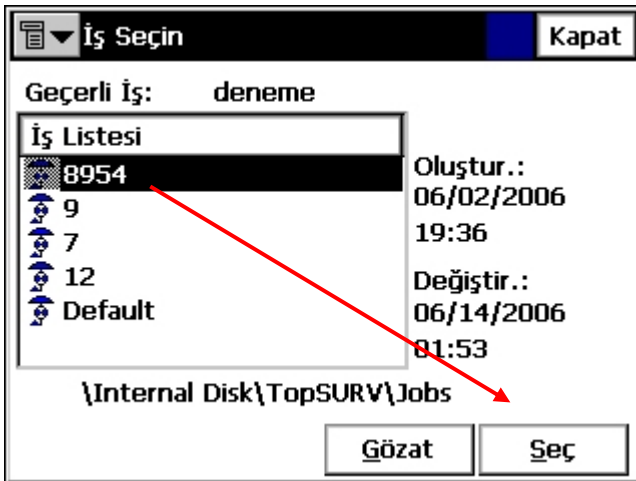 İş Seçin
Kapat
Geçerli İş: deneme
İş Listesi
8954
9
7
12
Default
Oluştur.:
06/02/2006
19:36
Değiştir.:
06/14/2006
01:53
\Internal Disk\TopSURV\Jobs
Gözat
Seç